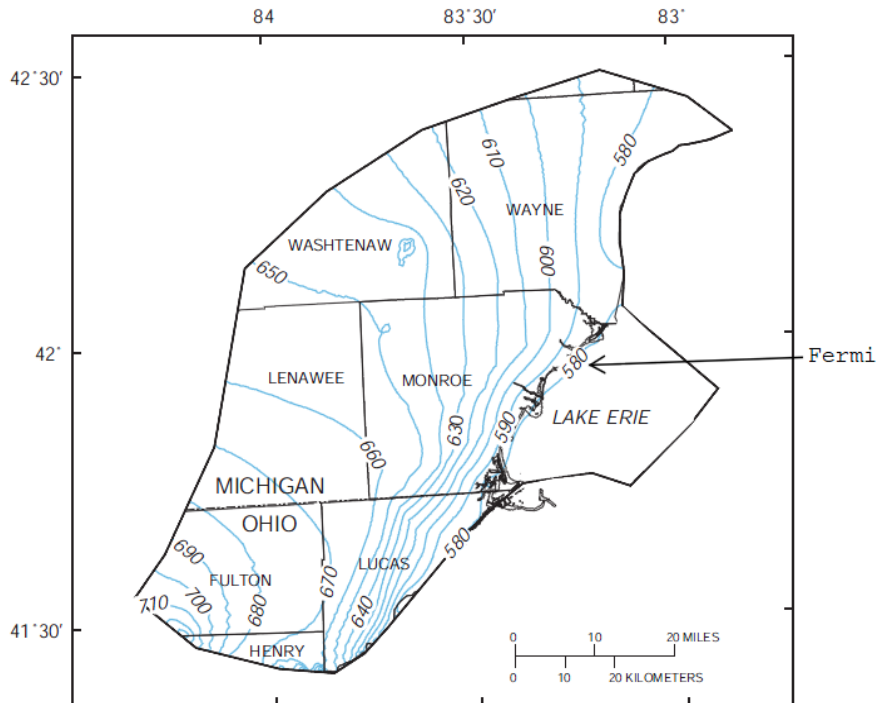 84 83°30' 83°
42°30'
580
610
620
WAYNE
WASHTENAW
600
650
42°
580
Fermi
LENAWEE
MONROE
LAKE ERIE
590
630
660
MICHIGAN
OHIO
580
690
LUCAS
670
FULTON
700
680
710
640
41°30'
HENRY
0 10 20 MILES
0 10 20 KILOMETERS